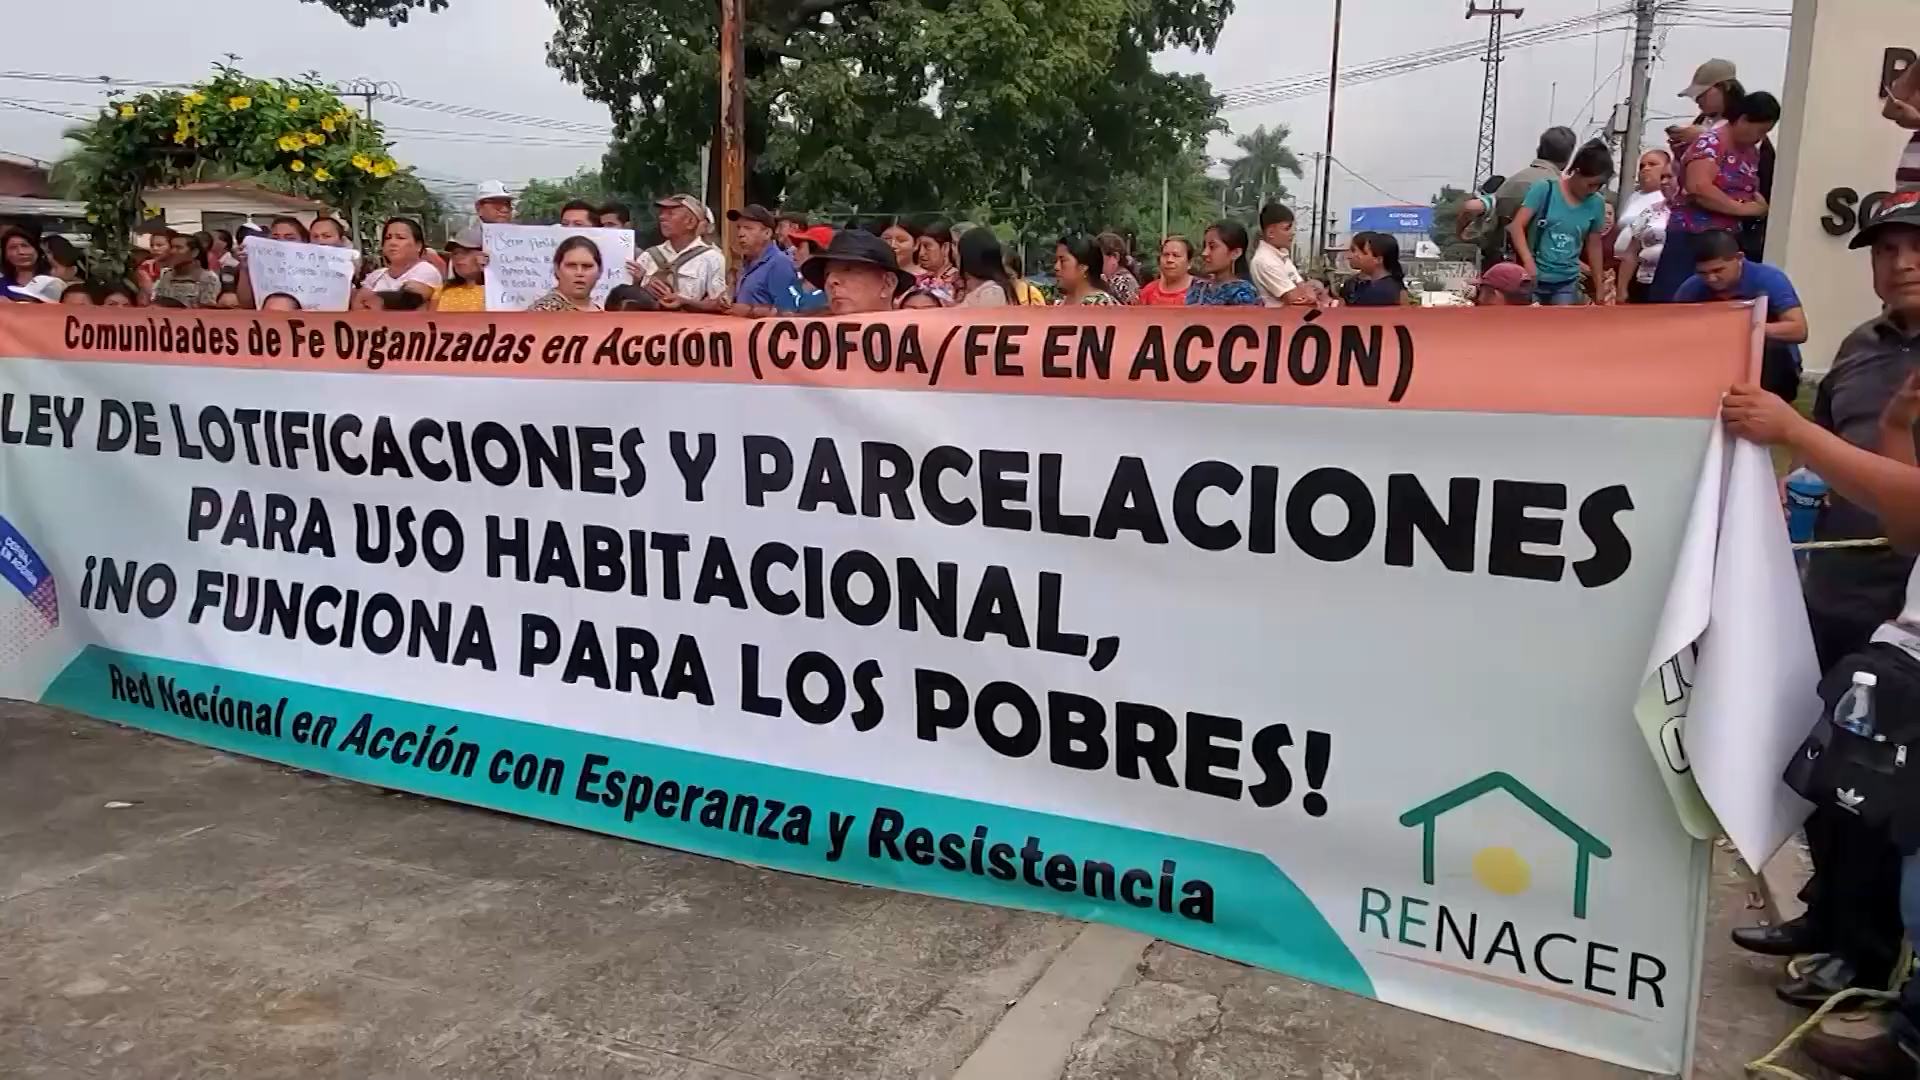 Comunidades de Fe Organizadas en Acción (COFOA/FE EN ACCIÓN)
LEY DE LOTIFICACIONES Y PARCELACIONES
PARA USO HABITACIONAL,
¡NO FUNCIONA PARA LOS POBRES!
Red Nacional en Acción con Esperanza y Resistencia
RENACER